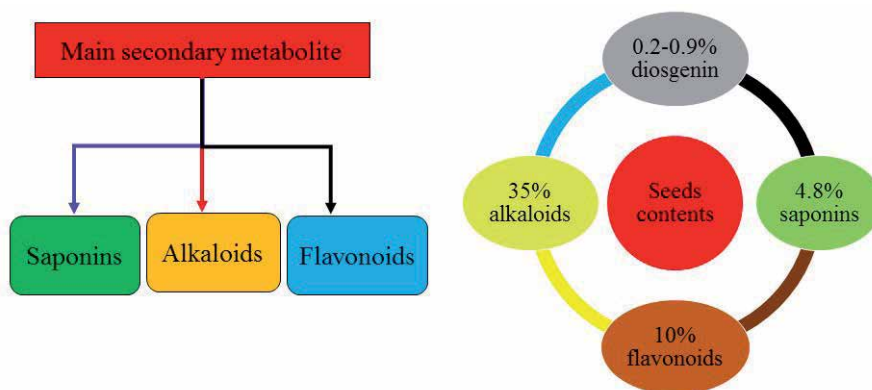 Main secondary metabolite
Saponins
Alkaloids
Flavonoids
0.2-0.9%
diosgenin
35%
alkaloids
Seeds
contents
4.8%
saponins
10%
flavonoids